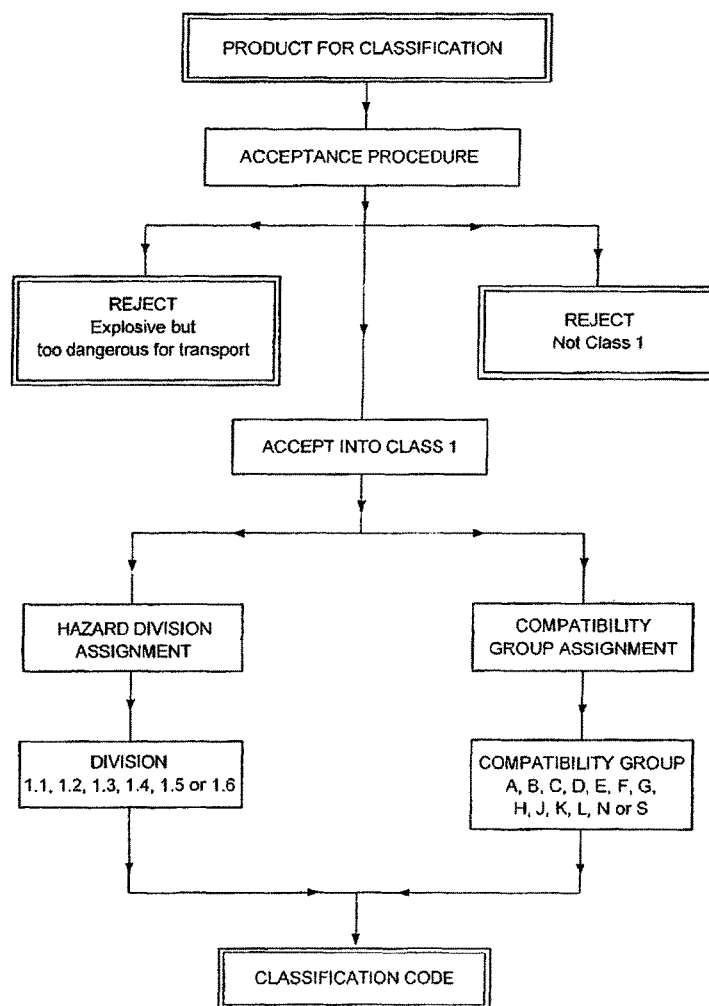 PRODUCT FOR CLASSIFICATION
ACCEPTANCE PROCEDURE
REJECT
Explosive but
too dangerous for transport
REJECT
Not Class 1
ACCEPT INTO CLASS 1
HAZARD DIVISION
ASSIGNMENT
COMPATIBILITY
GROUP ASSIGNMENT
DIVISION
1.1, 1.2, 1.3, 1.4, 1.5 or 1.6
COMPATIBILITY GROUP
A, B, C, D, E, F, G,
H, J, K, L, N or S
CLASSIFICATION CODE